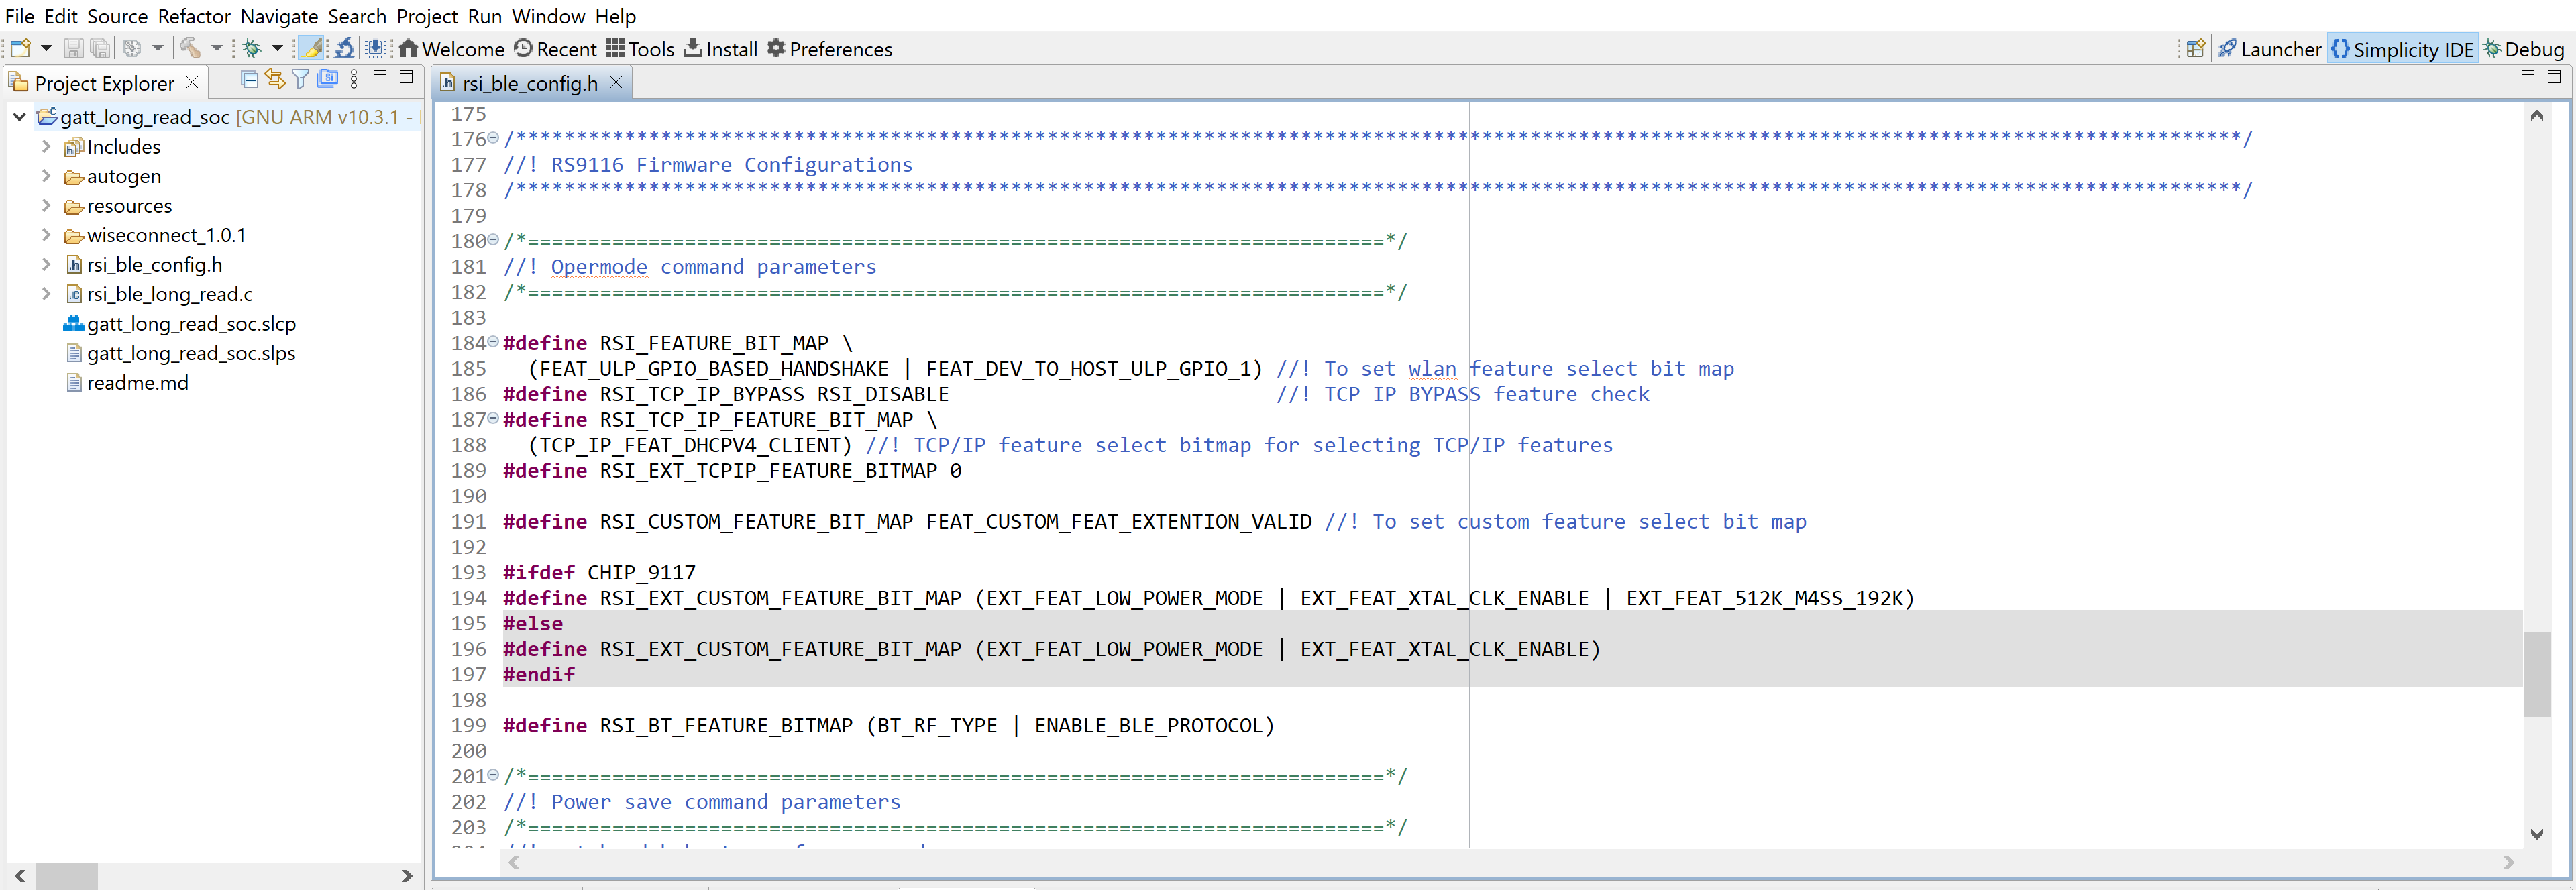 File Edit Source Refactor Navigate Search Project Run Window Help
Welcome Recent Tools Install Preferences Launcher Simplicity IDE Debug
Project Explorer
gatt_long_read_soc [GNU ARM v10.3.1 -
Includes
autogen
resources
wiseconnect_1.0.1
rsi_ble_config.h
rsi_ble_long_read.c
gatt_long_read_soc.slcp
gatt_long_read_soc.slps
readme.md
rsi_ble_config.h
175
176 /***********************************************************************************************************************************************/
177 //! RS9116 Firmware Configurations
178 /***********************************************************************************************************************************************/
179
180 /*=======================================================================*/
181 //! Opermode command parameters
182 /*=======================================================================*/
183
184 #define RSI_FEATURE_BIT_MAP \
185 (FEAT_ULP_GPIO_BASED_HANDSHAKE | FEAT_DEV_TO_HOST_ULP_GPIO_1) //! To set wlan feature select bit map
186 #define RSI_TCP_IP_BYPASS RSI_DISABLE //! TCP IP BYPASS feature check
187 #define RSI_TCP_IP_FEATURE_BIT_MAP \
188 (TCP_IP_FEAT_DHCPV4_CLIENT) //! TCP/IP feature select bitmap for selecting TCP/IP features
189 #define RSI_EXT_TCPIP_FEATURE_BITMAP 0
190
191 #define RSI_CUSTOM_FEATURE_BIT_MAP FEAT_CUSTOM_FEAT_EXTENTION_VALID //! To set custom feature select bit map
192
193 #ifdef CHIP_9117
194 #define RSI_EXT_CUSTOM_FEATURE_BIT_MAP (EXT_FEAT_LOW_POWER_MODE | EXT_FEAT_XTAL_CLK_ENABLE | EXT_FEAT_512K_M4SS_192K)
195 #else
196 #define RSI_EXT_CUSTOM_FEATURE_BIT_MAP (EXT_FEAT_LOW_POWER_MODE | EXT_FEAT_XTAL_CLK_ENABLE)
197 #endif
198
199 #define RSI_BT_FEATURE_BITMAP (BT_RF_TYPE | ENABLE_BLE_PROTOCOL)
200
201 /*=======================================================================*/
202 //! Power save command parameters
203 /*=======================================================================*/